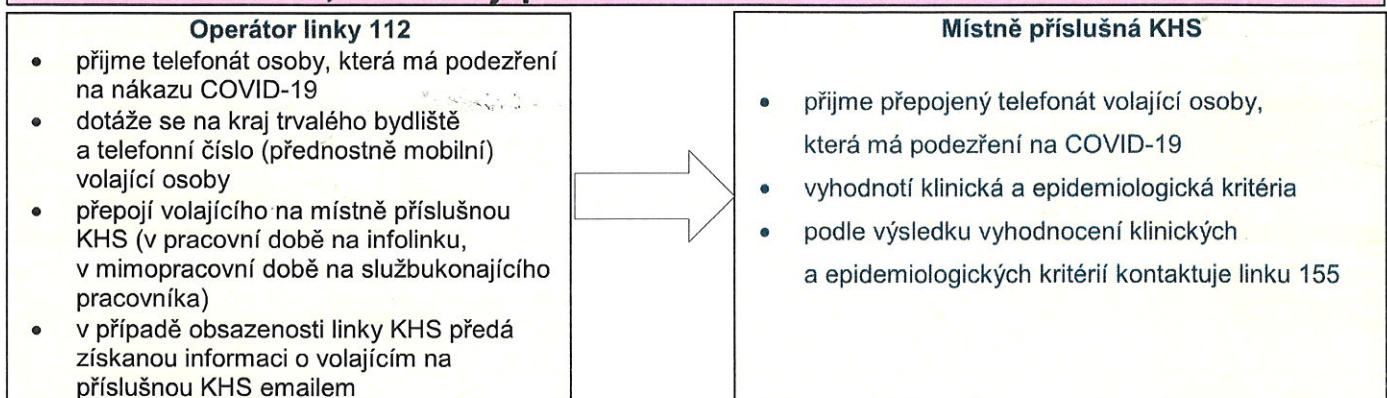 Operátor linky 112
• přijme telefonát osoby, která má podezření
na nákazu COVID-19
• dotáže se na kraj trvalého bydliště
a telefonní číslo (přednostně mobilní)
volající osoby
• přepojí volajícího na místně příslušnou
KHS (v pracovní době na infolinku,
v mimopracovní době na službukonajícího
pracovníka)
• v případě obsazenosti linky KHS předá
získanou informaci o volajícím na
příslušnou KHS emailem
Místně příslušná KHS
• přijme přepojený telefonát volající osoby,
která má podezření na COVID-19
• vyhodnotí klinická a epidemiologická kritéria
• podle výsledku vyhodnocení klinických
a epidemiologických kritérií kontaktuje linku 155